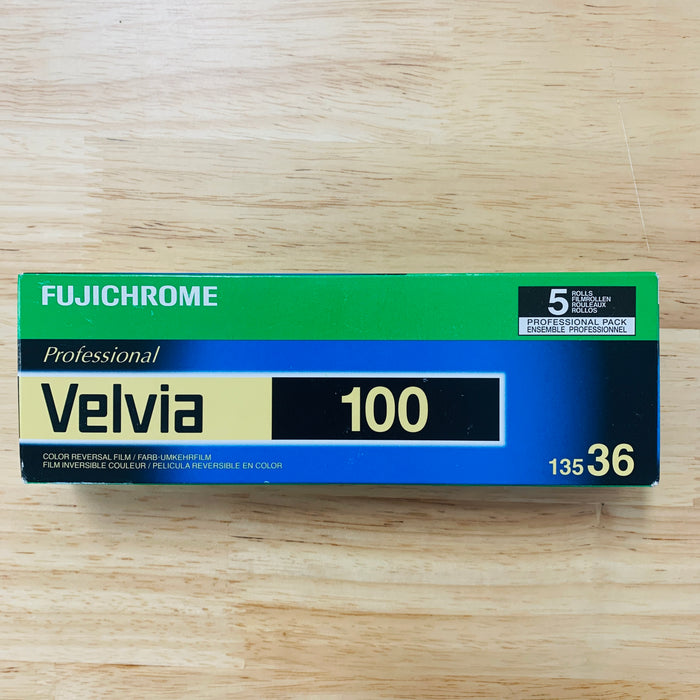 FUJICHROME
5 ROLLS
FILMROLLEN
ROULEAUX
ROLLOS
PROFESSIONAL PACK
ENSEMBLE PROFESSIONNEL
Professional
Velvia 100
COLOR REVERSAL FILM / FARB-UMKEHRFILM
FILM INVERSIBLE COULEUR / PELICULA REVERSIBLE EN COLOR
135 36